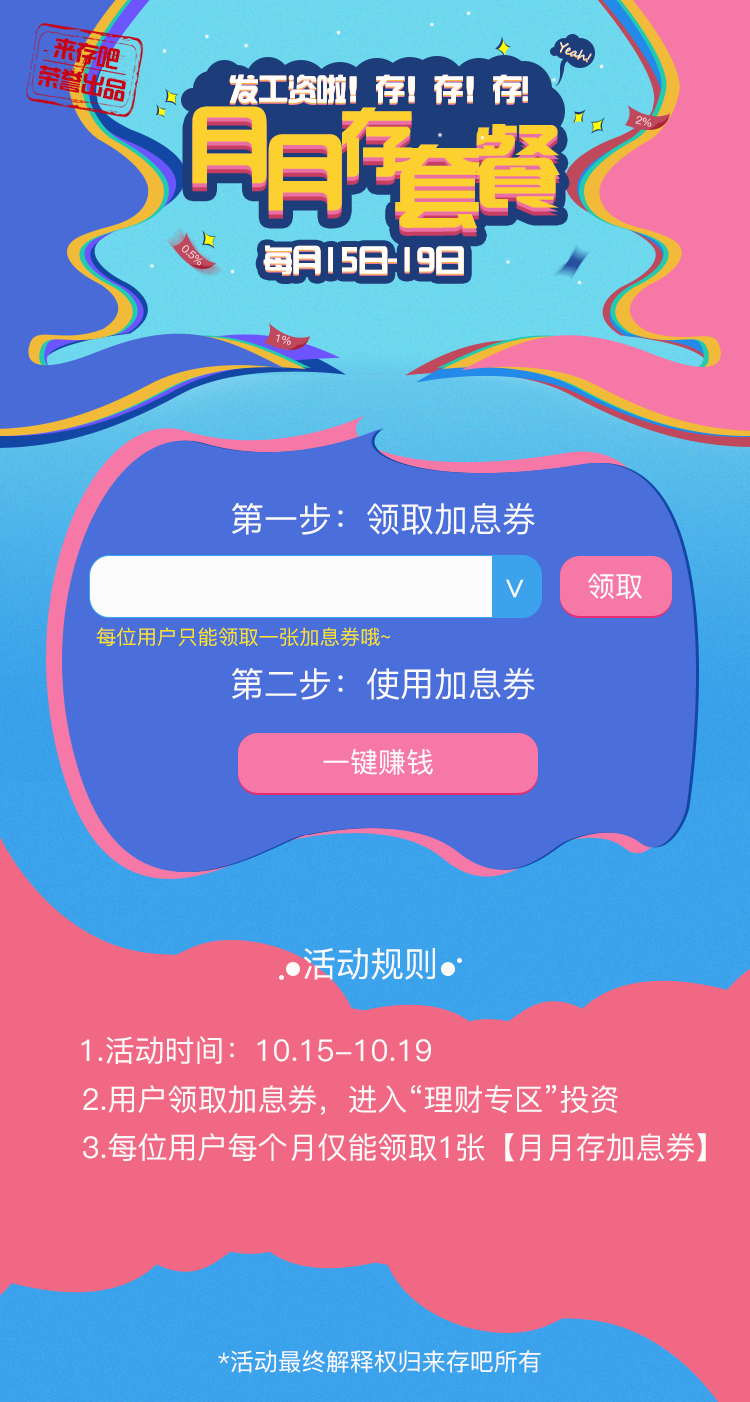 来存吧
荣誉出品
Yeah!
发工资啦！存！存！存！
2%
月月存套餐
0.5%
每月15日-19日
1%
第一步：领取加息券
V
领取
每位用户只能领取一张加息券哦~
第二步：使用加息券
一键赚钱
活动规则
1.活动时间：10.15–10.19
2.用户领取加息券，进入“理财专区”投资
3.每位用户每个月仅能领取1张【月月存加息券】
*活动最终解释权归来存吧所有